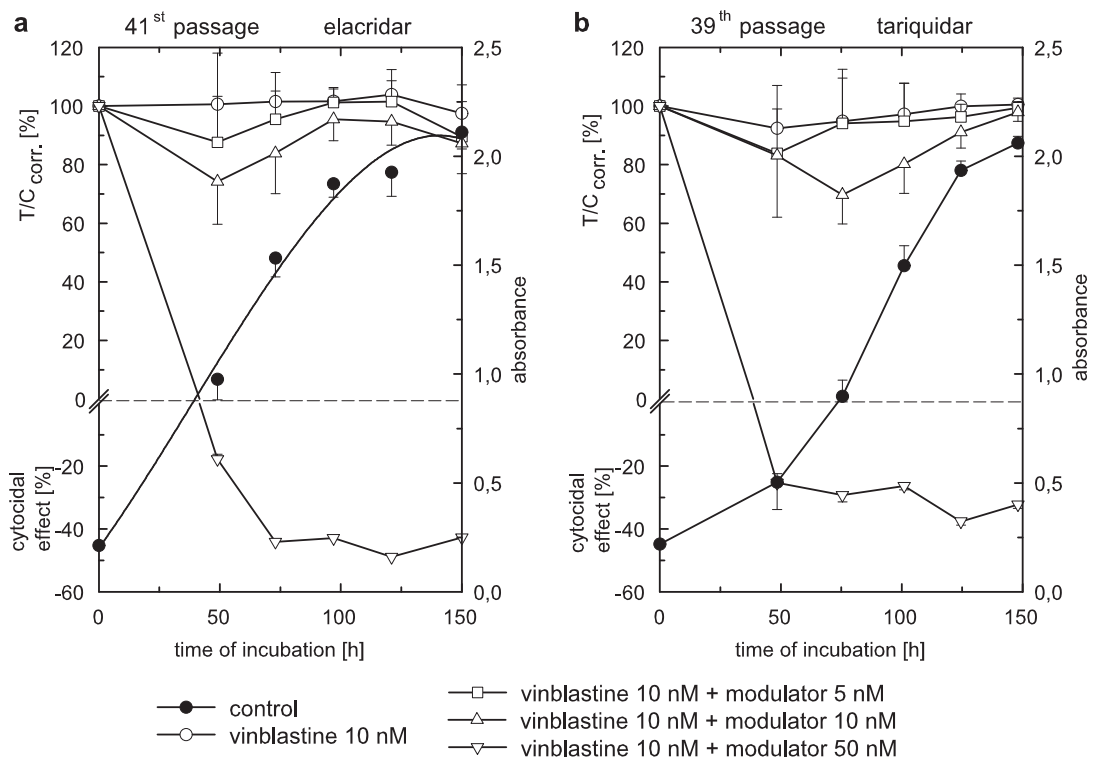 a 41st passage elacridar
120
100
80
60
40
20
0
-20
-40
-60
T/C corr. [%]
cytocidal effect [%]
2,5
2,0
1,5
1,0
0,5
0,0
absorbance
0 50 100 150
time of incubation [h]
b 39th passage tariquidar
120
100
80
60
40
20
0
-20
-40
-60
T/C corr. [%]
cytocidal effect [%]
2,5
2,0
1,5
1,0
0,5
0,0
absorbance
0 50 100 150
time of incubation [h]
control
vinblastine 10 nM
vinblastine 10 nM + modulator 5 nM
vinblastine 10 nM + modulator 10 nM
vinblastine 10 nM + modulator 50 nM